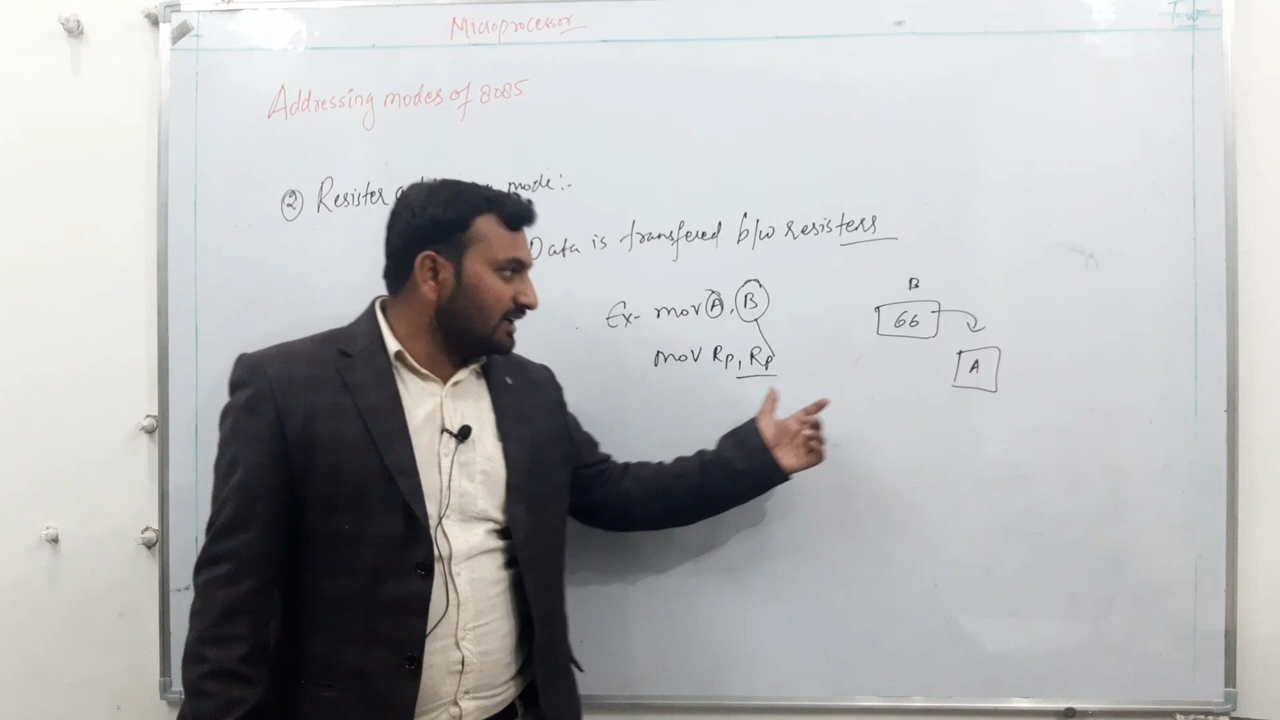 Microprocessor
Addressing modes of 8085
② Resister mode:-
Data is transfered b/w resisters
Ex- mov A, B
mov Rp, Rp
B
66
A